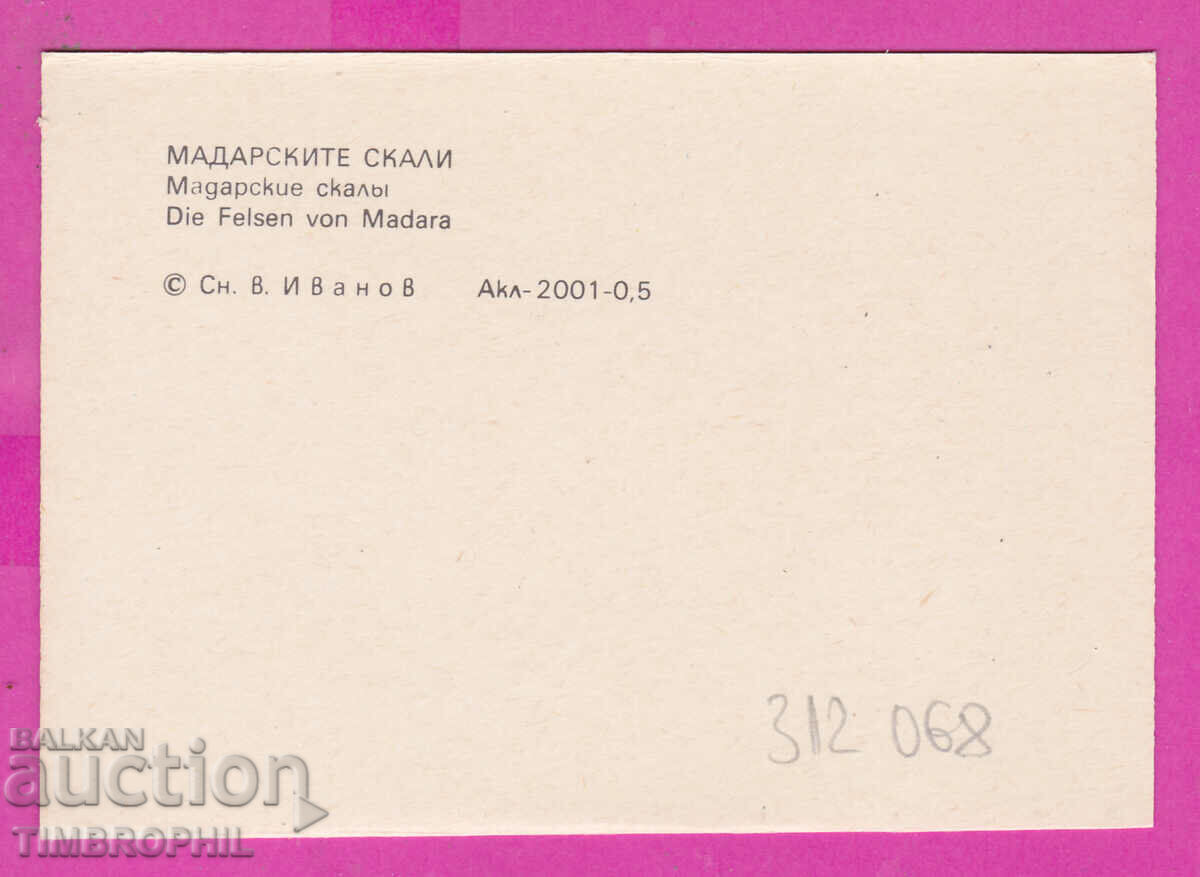 МАДАРСКИТЕ СКАЛИ
Мадарские скалы
Die Felsen von Madara
© Сн. В. Иванов Акл-2001-0,5
312 068
BALKAN
auction
TIMBROPHIL